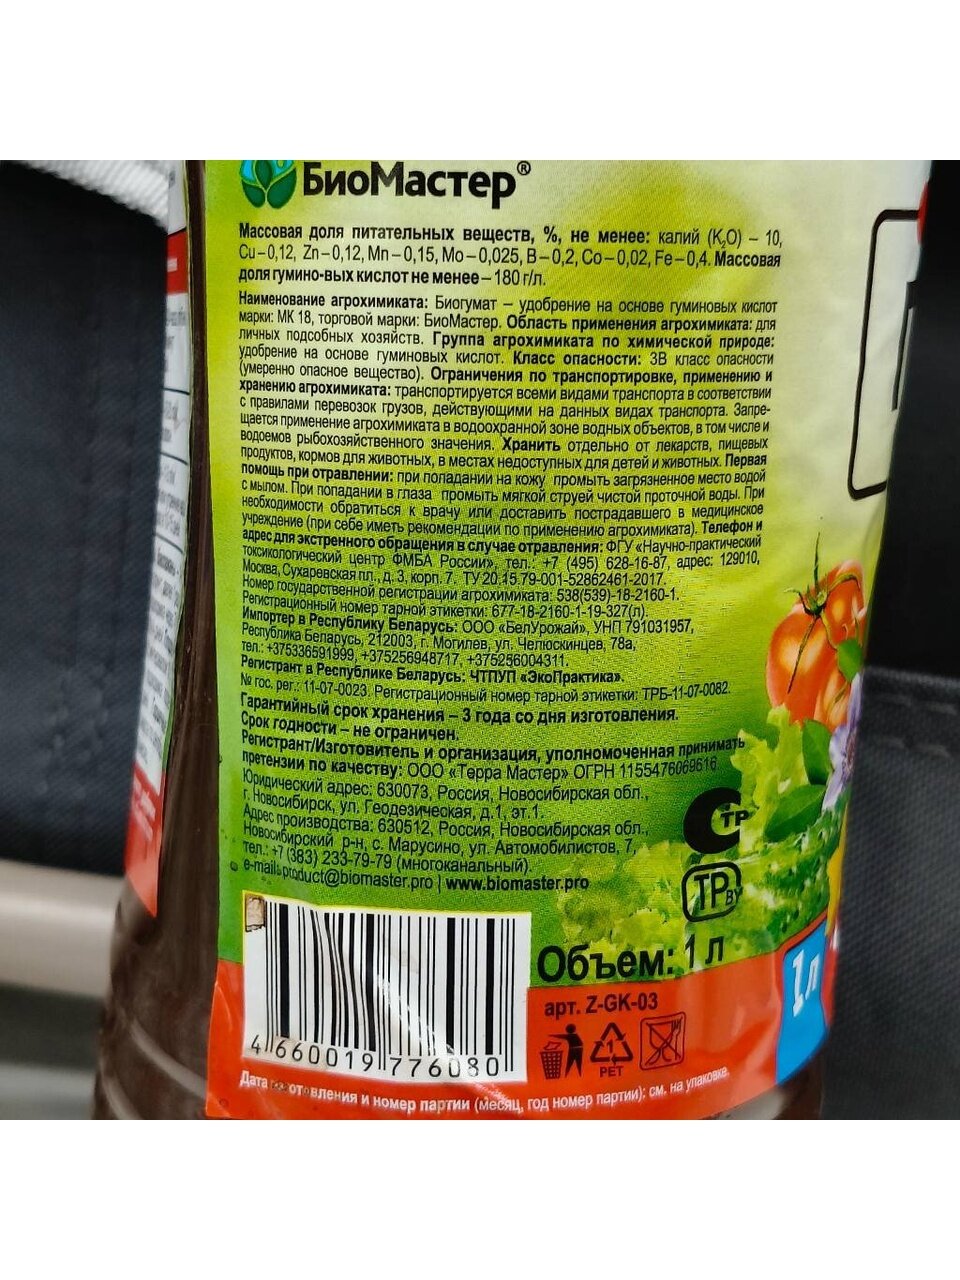 БиоМастер®
Массовая доля питательных веществ, %, не менее: калий (K₂O) – 10,
Cu – 0,12, Zn – 0,12, Mn – 0,15, Mo – 0,025, B – 0,2, Co – 0,02, Fe – 0,4. Массовая
доля гумино-вых кислот не менее – 180 г/л.
Наименование агрохимиката: Биогумат – удобрение на основе гуминовых кислот
марки: МК 18, торговой марки: БиоМастер. Область применения агрохимиката: для
личных подсобных хозяйств. Группа агрохимиката по химической природе:
удобрение на основе гуминовых кислот. Класс опасности: 3В класс опасности
(умеренно опасное вещество). Ограничения по транспортировке, применению и
хранению агрохимиката: транспортируется всеми видами транспорта в соответствии
с правилами перевозок грузов, действующими на данных видах транспорта. Запре-
щается применение агрохимиката в водоохранной зоне водных объектов, в том числе и
водоемов рыбохозяйственного значения. Хранить отдельно от лекарств, пищевых
продуктов, кормов для животных, в местах недоступных для детей и животных. Первая
помощь при отравлении: при попадании на кожу промыть загрязненное место водой
с мылом. При попадании в глаза промыть мягкой струей чистой проточной воды. При
необходимости обратиться к врачу или доставить пострадавшего в медицинское
учреждение (при себе иметь рекомендации по применению агрохимиката). Телефон и
адрес для экстренного обращения в случае отравления: ФГУ «Научно-практический
токсикологический центр ФМБА России», тел.: +7 (495) 628-16-87, адрес: 129010,
Москва, Сухаревская пл., д. 3, корп. 7. ТУ 20.15.79-001-52862461-2017.
Номер государственной регистрации агрохимиката: 538(539)-18-2160-1.
Регистрационный номер тарной этикетки: 677-18-2160-1-19-327(л).
Импортер в Республику Беларусь: ООО «БелУрожай», УНП 791031957,
Республика Беларусь, 212003, г. Могилев, ул. Челюскинцев, 78а,
тел.: +375336591999, +375256948717, +375256004311.
Регистрант в Республике Беларусь: ЧТПУП «ЭкоПрактика».
№ гос. рег.: 11-07-0023. Регистрационный номер тарной этикетки: ТРБ-11-07-0082.
Гарантийный срок хранения – 3 года со дня изготовления.
Срок годности – не ограничен.
Регистрант/Изготовитель и организация, уполномоченная принимать
претензии по качеству: ООО «Терра Мастер» ОГРН 1155476069616
Юридический адрес: 630073, Россия, Новосибирская обл.,
г. Новосибирск, ул. Геодезическая, д.1, эт.1.
Адрес производства: 630512, Россия, Новосибирская обл.,
Новосибирский р-н, с. Марусино, ул. Автомобилистов, 7,
тел.: +7 (383) 233-79-79 (многоканальный).
e-mail: product@biomaster.pro | www.biomaster.pro
СТР
ТР BY
Объем: 1 л
1л
арт. Z-GK-03
1
PET
4 660019 776080
Дата изготовления и номер партии (месяц, год номер партии): см. на упаковке.